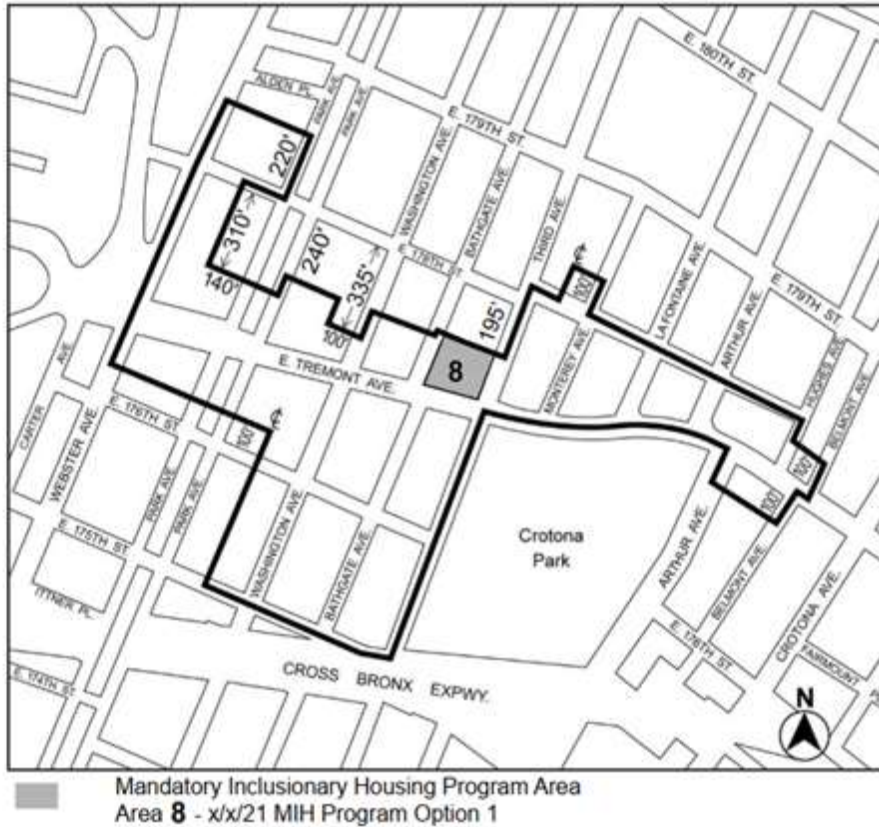 E. 180TH ST.
ALDEN PL.
PARK AVE.
PARK AVE.
E. 179TH ST.
220'
WASHINGTON AVE.
BATHGATE AVE.
THIRD AVE.
310'
240'
E. 178TH ST.
℄
LA FONTAINE AVE.
E. 179TH ST.
140'
335'
100'
195'
100'
ARTHUR AVE.
HUGHES AVE.
BELMONT AVE.
E. TREMONT AVE.
8
MONTEREY AVE.
CARTER
AVE
WEBSTER AVE.
E. 176TH ST.
100'
℄
100'
100'
PARK AVE.
PARK AVE.
WASHINGTON AVE.
BATHGATE AVE.
E. 175TH ST.
Crotona
Park
ARTHUR AVE.
BELMONT AVE.
CROTONA AVE.
ITTNER PL.
E. 176TH ST.
FAIRMOUNT
E. 174TH ST.
CROSS BRONX EXPWY.
N
Mandatory Inclusionary Housing Program Area
Area 8 - x/x/21 MIH Program Option 1